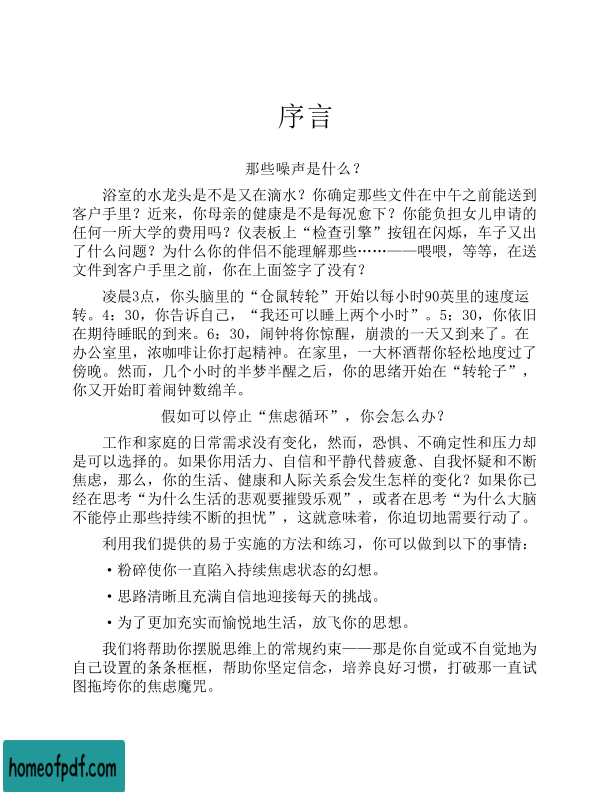 序言
那些噪声是什么？
浴室的水龙头是不是又在滴水？你确定那些文件在中午之前能送到
客户手里？近来，你母亲的健康是不是每况愈下？你能负担女儿申请的
任何一所大学的费用吗？仪表板上“检查引擎”按钮在闪烁，车子又出
了什么问题？为什么你的伴侣不能理解那些……——喂喂，等等，在送
文件到客户手里之前，你在上面签字了没有？
凌晨3点，你头脑里的“仓鼠转轮”开始以每小时90英里的速度运
转。4：30，你告诉自己，“我还可以睡上两个小时”。5：30，你依旧
在期待睡眠的到来。6：30，闹钟将你惊醒，崩溃的一天又到来了。在
办公室里，浓咖啡让你打起精神。在家里，一大杯酒帮你轻松地度过了
傍晚。然而，几个小时的半梦半醒之后，你的思绪开始在“转轮子”，
你又开始盯着闹钟数绵羊。
假如可以停止“焦虑循环”，你会怎么办？
工作和家庭的日常需求没有变化，然而，恐惧、不确定性和压力却
是可以选择的。如果你用活力、自信和平静代替疲惫、自我怀疑和不断
焦虑，那么，你的生活、健康和人际关系会发生怎样的变化？如果你已
经在思考“为什么生活的悲观要摧毁乐观”，或者在思考“为什么大脑
不能停止那些持续不断的担忧”，这就意味着，你迫切地需要行动了。
利用我们提供的易于实施的方法和练习，你可以做到以下的事情：
·粉碎使你一直陷入持续焦虑状态的幻想。
·思路清晰且充满自信地迎接每天的挑战。
·为了更加充实而愉悦地生活，放飞你的思想。
我们将帮助你摆脱思维上的常规约束——那是你自觉或不自觉地为
自己设置的条条框框，帮助你坚定信念，培养良好习惯，打破那一直试
图拖垮你的焦虑魔咒。
homeofpdf.com